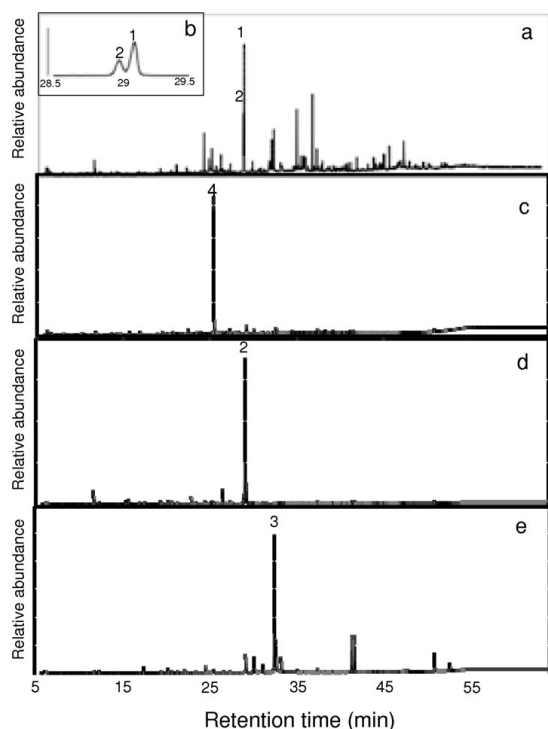 b
2
1
28.5
29
29.5
a
1
2
Relative abundance
c
4
Relative abundance
d
2
Relative abundance
e
3
Relative abundance
5 15 25 35 45 55
Retention time (min)